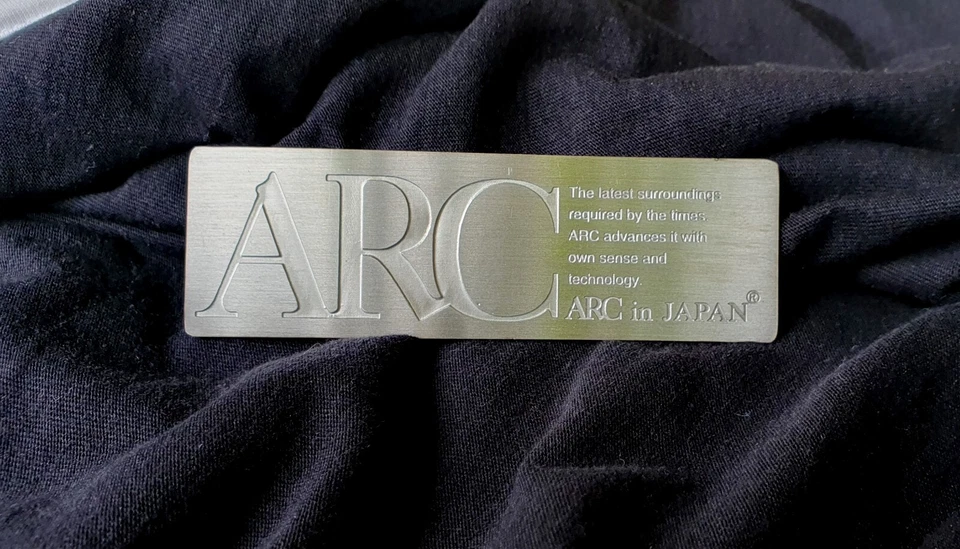 ARC
The latest surroundings
required by the times.
ARC advances it with
own sense and
technology.
ARC in JAPAN®